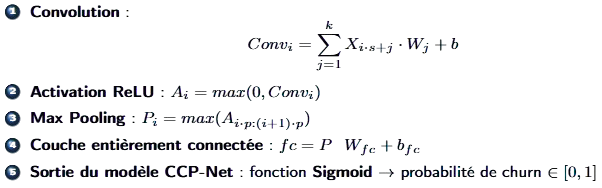 1 Convolution :
Conv_i = \sum_{j=1}^{k} X_{i·s+j} · W_j + b
2 Activation ReLU : A_i = max(0, Conv_i)
3 Max Pooling : P_i = max(A_{i·p:(i+1)·p})
4 Couche entièrement connectée : fc = P W_{fc} + b_{fc}
5 Sortie du modèle CCP-Net : fonction Sigmoid → probabilité de churn ∈ [0, 1]